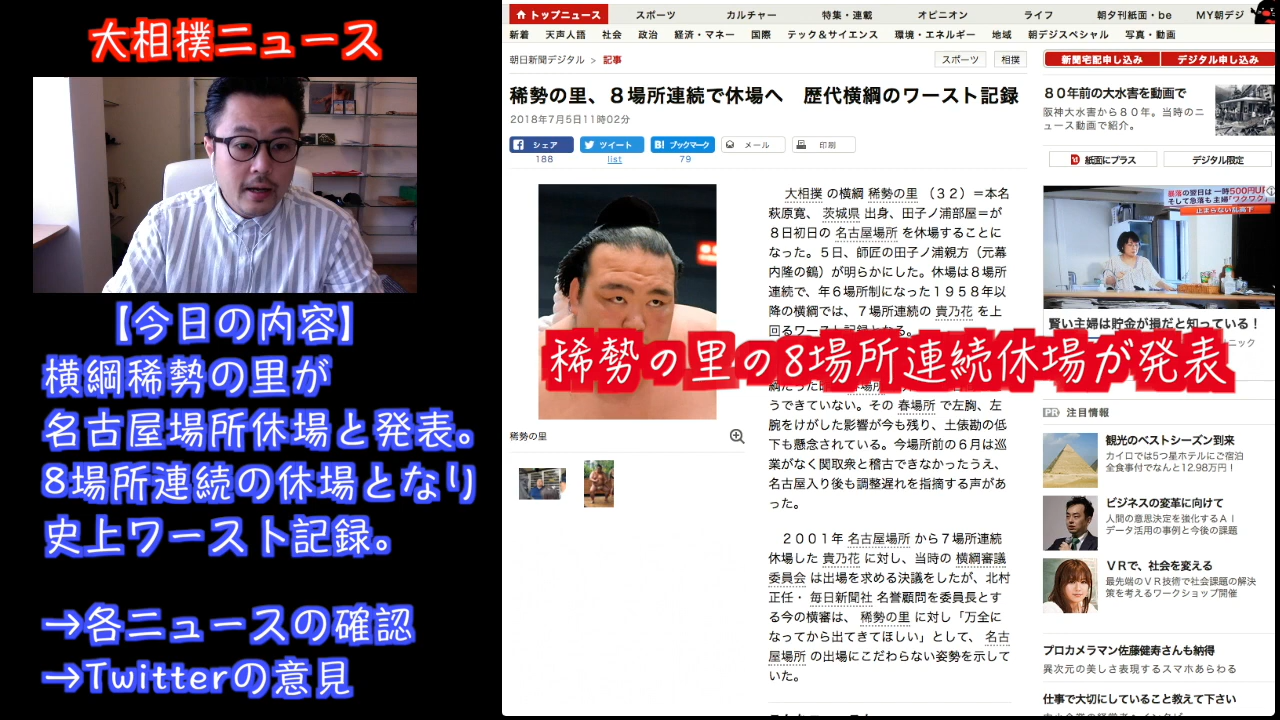 大相撲ニュース
【今日の内容】
横綱稀勢の里が
名古屋場所休場と発表。
8場所連続の休場となり
史上ワースト記録。
→各ニュースの確認
→Twitterの意見
トップニュース スポーツ カルチャー 特集・連載 オピニオン ライフ 朝夕刊紙面・be MY朝デジ
新着 天声人語 社会 政治 経済・マネー 国際 テック＆サイエンス 環境・エネルギー 地域 朝デジスペシャル 写真・動画
朝日新聞デジタル ＞ 記事 スポーツ 相撲
稀勢の里、８場所連続で休場へ　歴代横綱のワースト記録
2018年7月5日11時02分
シェア ツイート B! ブックマーク メール 印刷
188 list 79
稀勢の里の8場所連続休場が発表
稀勢の里
大相撲 の横綱 稀勢の里 （３２）＝本名
萩原寛、 茨城県 出身、田子ノ浦部屋＝が
８日初日の 名古屋場所 を休場することに
なった。５日、師匠の田子ノ浦親方（元幕
内隆の鶴）が明らかにした。休場は８場所
連続で、年６場所制になった１９５８年以
降の横綱では、７場所連続の 貴乃花 を上
うできていない。その 春場所 で左胸、左
腕をけがした影響が今も残り、土俵勘の低
下も懸念されている。今場所前の６月は巡
業がなく関取衆と稽古できなかったうえ、
名古屋入り後も調整遅れを指摘する声があ
った。
２００１年 名古屋場所 から７場所連続
休場した 貴乃花 に対し、当時の 横綱審議
委員会 は出場を求める決議をしたが、北村
正任・ 毎日新聞社 名誉顧問を委員長とす
る今の横審は、 稀勢の里 に対し「万全に
なってから出てきてほしい」として、 名古
屋場所 の出場にこだわらない姿勢を示して
いた。
新聞宅配申し込み デジタル申し込み
８０年前の大水害を動画で
阪神大水害から８０年。当時のニ
ュース動画で紹介。
紙面にプラス デジタル限定
暴落の翌日は 一時500円UP
そして急落も 主婦「ワクワク」
止まらない乱高下
賢い主婦は貯金が損だと知っている！
PR 注目情報
観光のベストシーズン到来
カイロでは5つ星ホテルにご宿泊
全食事付でなんと12.98万円！
ビジネスの変革に向けて
人間の意思決定を強化するＡＩ
データ活用の事例と今後の課題
ＶＲで、社会を変える
最先端のＶＲ技術で社会課題の解決
策を考えるワークショップ開催
プロカメラマン佐藤健寿さんも納得
異次元の美しさ表現するスマホあらわる
仕事で大切にしていること教えて下さい